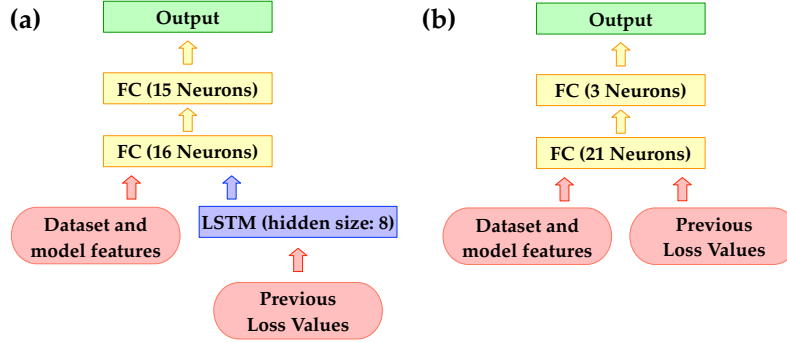 (a)
Output
FC (15 Neurons)
FC (16 Neurons)
Dataset and
model features
LSTM (hidden size: 8)
Previous
Loss Values
(b)
Output
FC (3 Neurons)
FC (21 Neurons)
Dataset and
model features
Previous
Loss Values